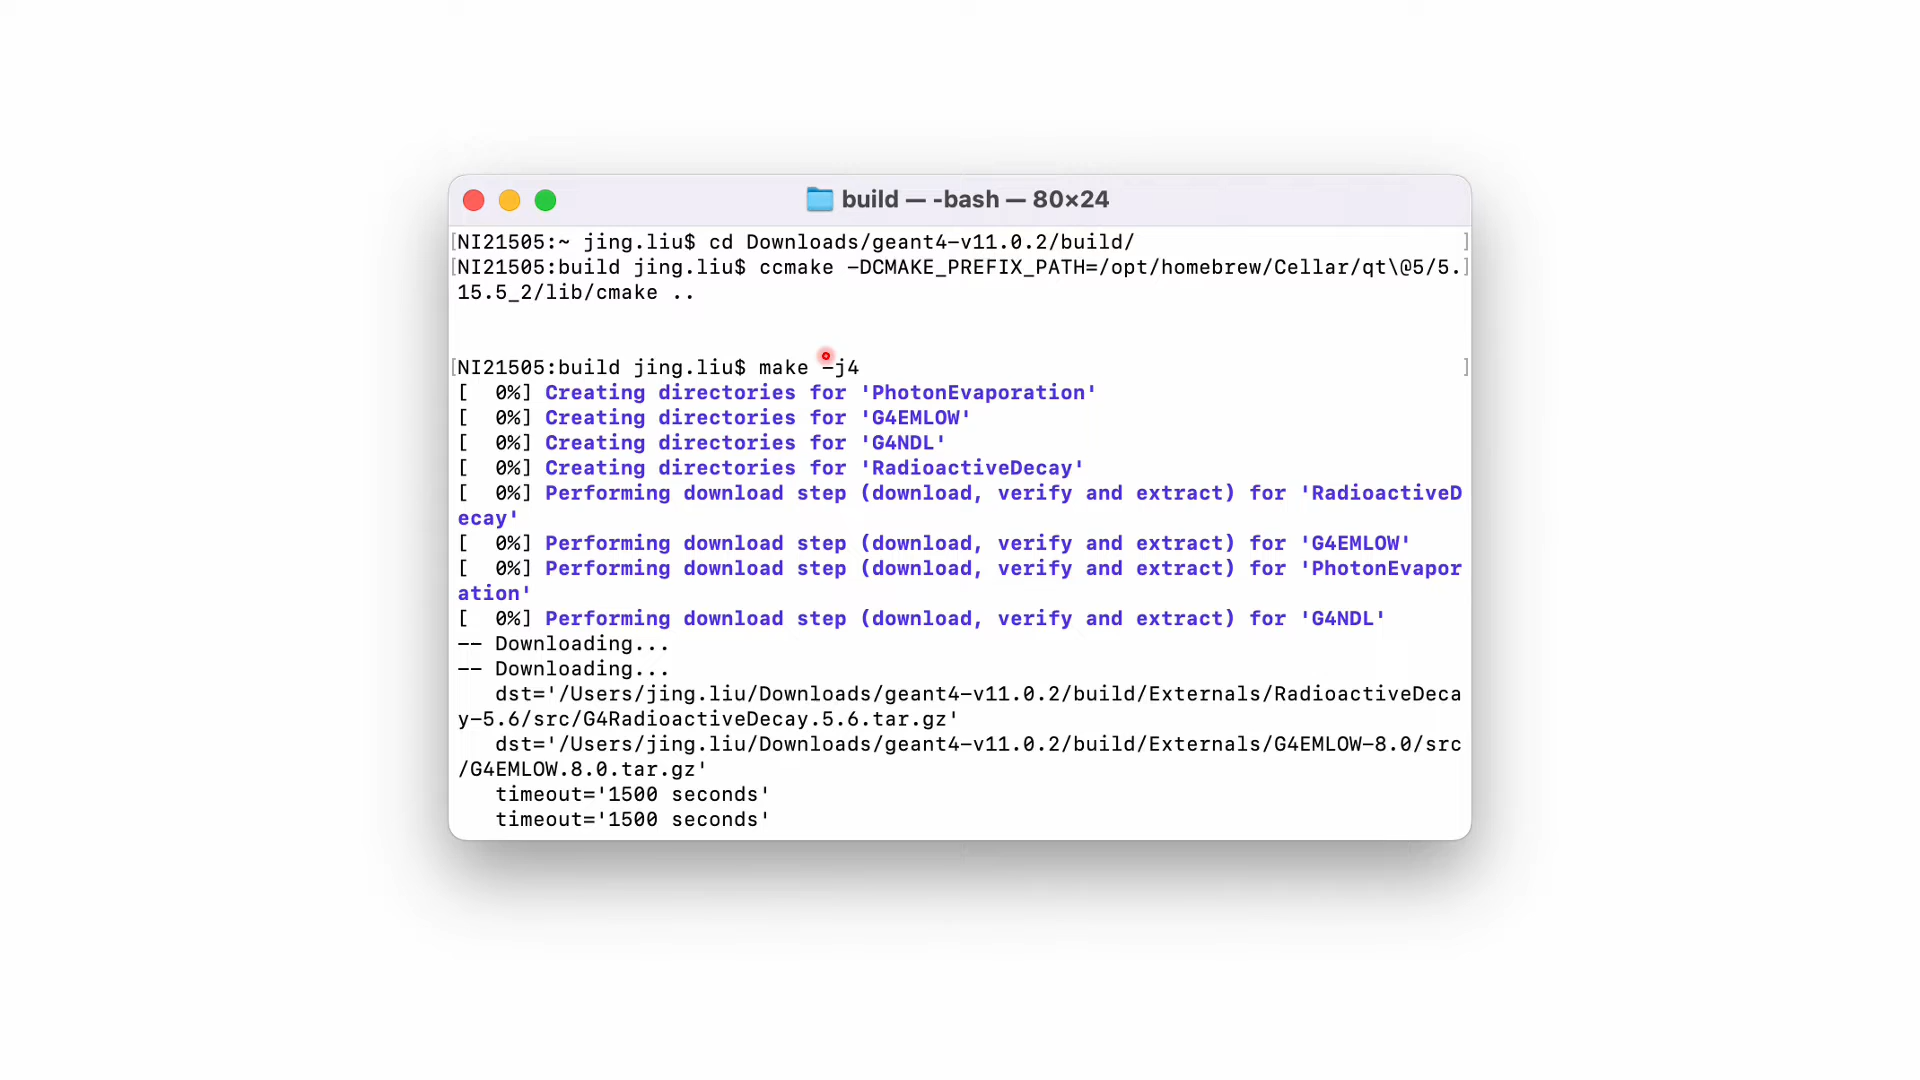 build — -bash — 80×24
[NI21505:~ jing.liu$ cd Downloads/geant4-v11.0.2/build/ ]
[NI21505:build jing.liu$ ccmake -DCMAKE_PREFIX_PATH=/opt/homebrew/Cellar/qt\@5/5.]
15.5_2/lib/cmake ..
[NI21505:build jing.liu$ make -j4 ]
[  0%] Creating directories for 'PhotonEvaporation'
[  0%] Creating directories for 'G4EMLOW'
[  0%] Creating directories for 'G4NDL'
[  0%] Creating directories for 'RadioactiveDecay'
[  0%] Performing download step (download, verify and extract) for 'RadioactiveD
ecay'
[  0%] Performing download step (download, verify and extract) for 'G4EMLOW'
[  0%] Performing download step (download, verify and extract) for 'PhotonEvapor
ation'
[  0%] Performing download step (download, verify and extract) for 'G4NDL'
-- Downloading...
-- Downloading...
   dst='/Users/jing.liu/Downloads/geant4-v11.0.2/build/Externals/RadioactiveDeca
y-5.6/src/G4RadioactiveDecay.5.6.tar.gz'
   dst='/Users/jing.liu/Downloads/geant4-v11.0.2/build/Externals/G4EMLOW-8.0/src
/G4EMLOW.8.0.tar.gz'
   timeout='1500 seconds'
   timeout='1500 seconds'